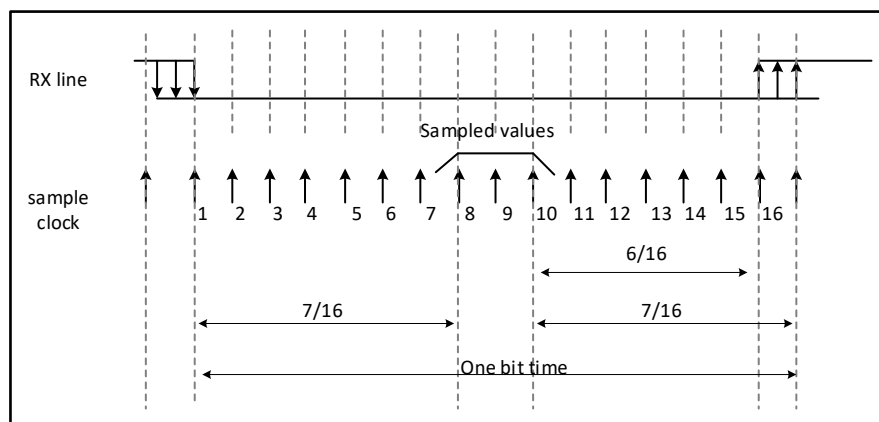 RX line
Sampled values
sample
clock
1 2 3 4 5 6 7 8 9 10 11 12 13 14 15 16
6/16
7/16 7/16
One bit time